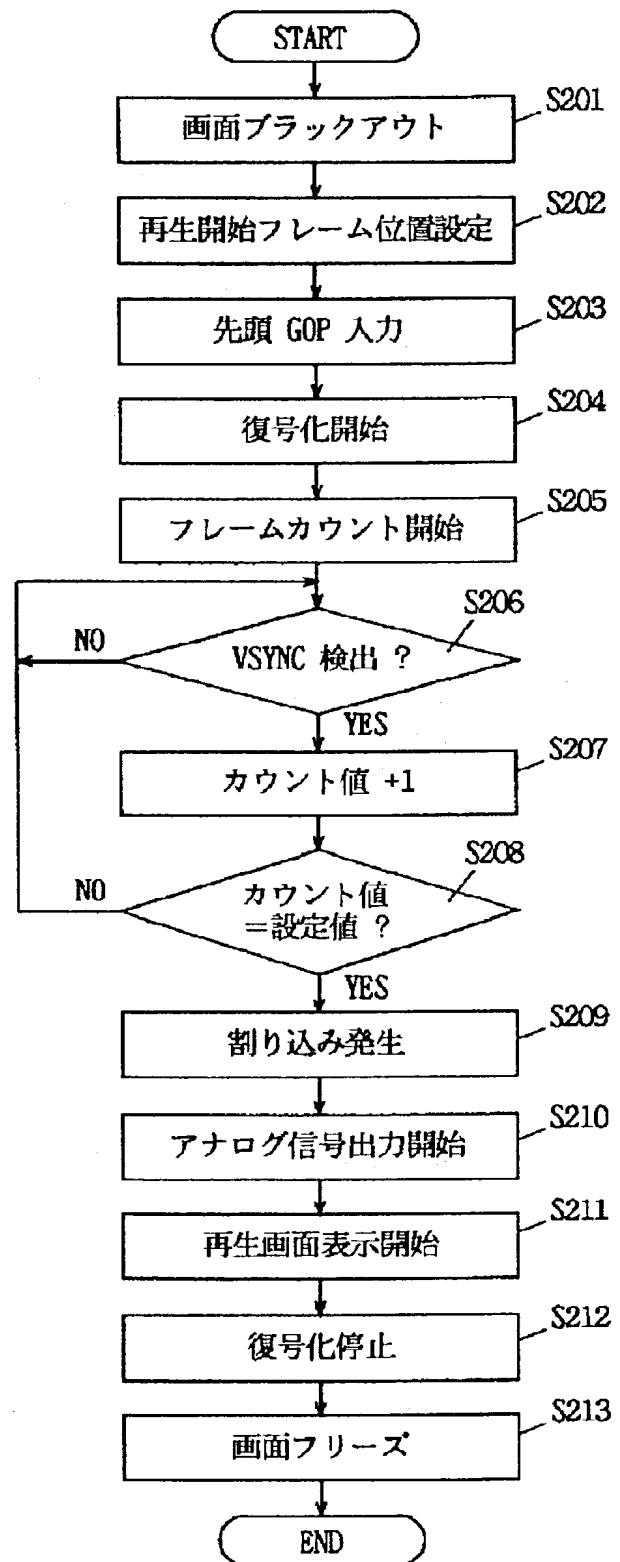 START
S201
画面ブラックアウト
S202
再生開始フレーム位置設定
S203
先頭 GOP 入力
S204
復号化開始
S205
フレームカウント開始
S206
NO
VSYNC 検出 ?
YES
S207
カウント値 +1
S208
NO
カウント値
=設定値 ?
YES
S209
割り込み発生
S210
アナログ信号出力開始
S211
再生画面表示開始
S212
復号化停止
S213
画面フリーズ
END